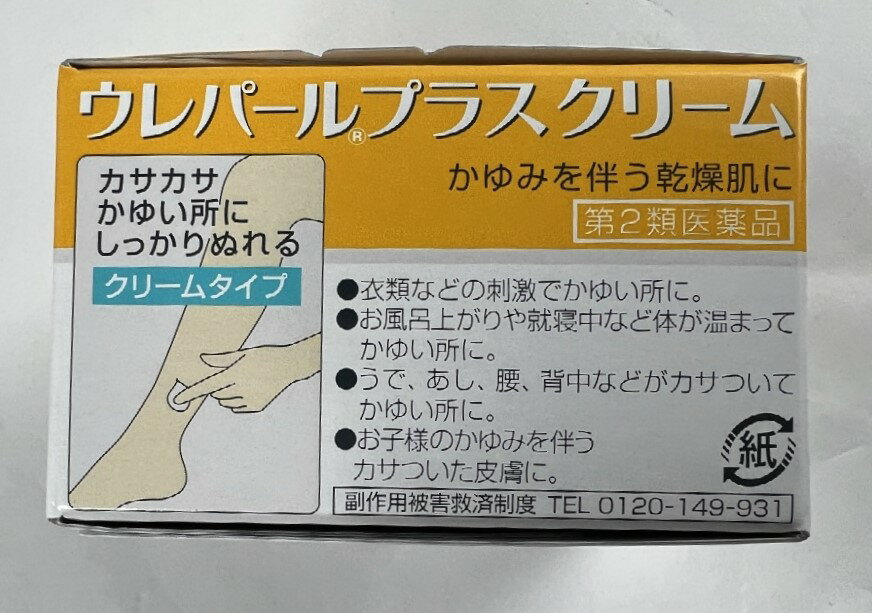 ウレパール®プラスクリーム
かゆみを伴う乾燥肌に
第2類医薬品
カサカサ
かゆい所に
しっかりぬれる
クリームタイプ
●衣類などの刺激でかゆい所に。
●お風呂上がりや就寝中など体が温まって
かゆい所に。
●うで、あし、腰、背中などがカサついて
かゆい所に。
●お子様のかゆみを伴う
カサついた皮膚に。
紙
副作用被害救済制度 TEL 0120-149-931